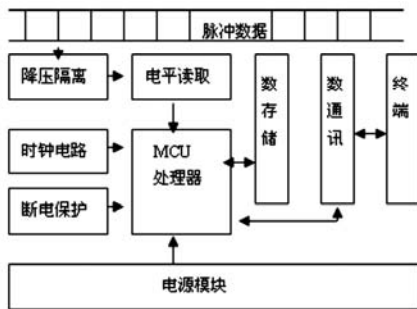 脉冲数据
降压隔离
电平读取
数存储
数通讯
终端
时钟电路
MCU
处理器
断电保护
电源模块